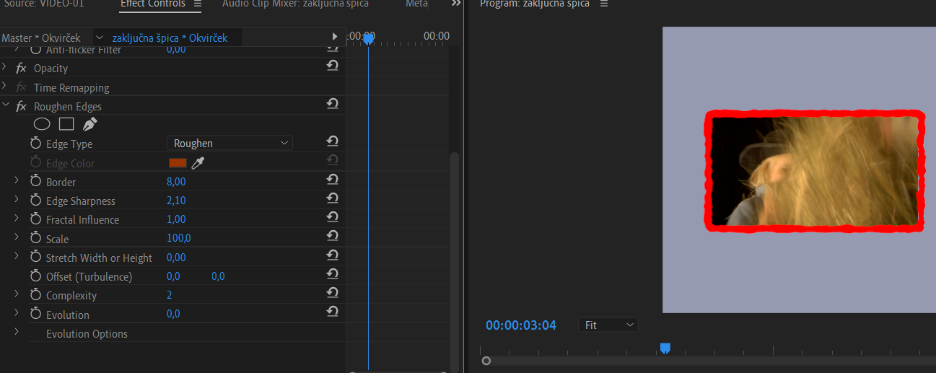 Source: VIDEO-01 Effect Controls Audio Clip Mixer: zaključna špica Meta Program: zaključna špica
Master * Okvirček zaključna špica * Okvirček :00:00 00:00
Anti-flicker Filter 0,00
fx Opacity
fx Time Remapping
fx Roughen Edges
Edge Type Roughen
Edge Color
Border 8,00
Edge Sharpness 2,10
Fractal Influence 1,00
Scale 100,0
Stretch Width or Height 0,00
Offset (Turbulence) 0,0 0,0
Complexity 2
Evolution 0,0
Evolution Options
00:00:03:04 Fit